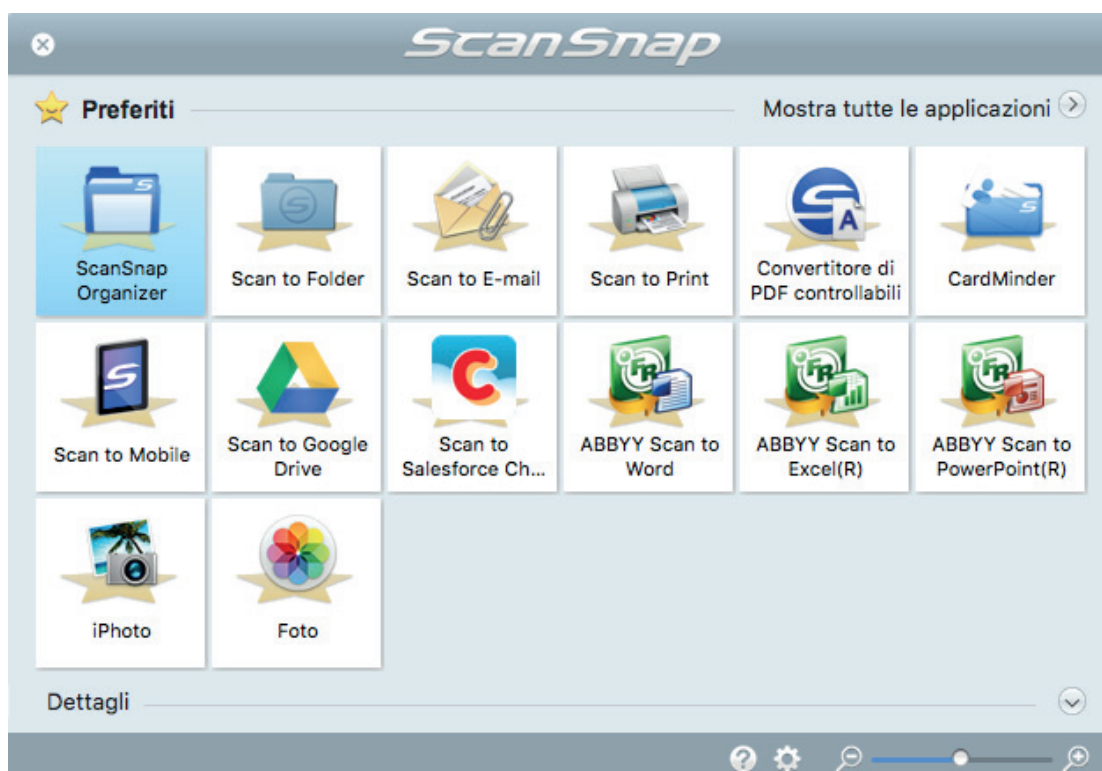 ScanSnap
Preferiti
Mostra tutte le applicazioni
ScanSnap
Organizer
Scan to Folder
Scan to E-mail
Scan to Print
Convertitore di
PDF controllabili
CardMinder
Scan to Mobile
Scan to Google
Drive
Scan to
Salesforce Ch...
ABBYY Scan to
Word
ABBYY Scan to
Excel(R)
ABBYY Scan to
PowerPoint(R)
iPhoto
Foto
Dettagli